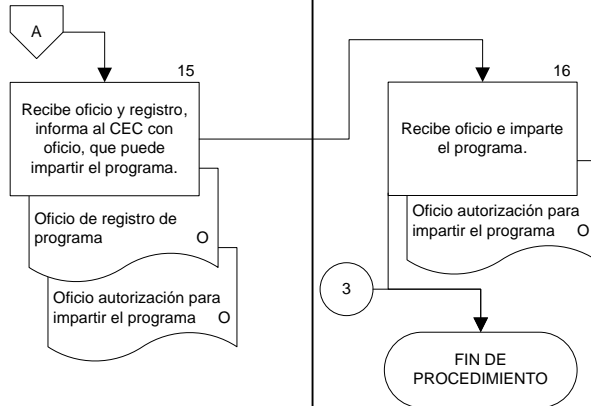 A
15
Recibe oficio y registro,
informa al CEC con
oficio, que puede
impartir el programa.
Oficio de registro de
programa O
Oficio autorización para
impartir el programa O
16
Recibe oficio e imparte
el programa.
Oficio autorización para
impartir el programa O
3
FIN DE
PROCEDIMIENTO